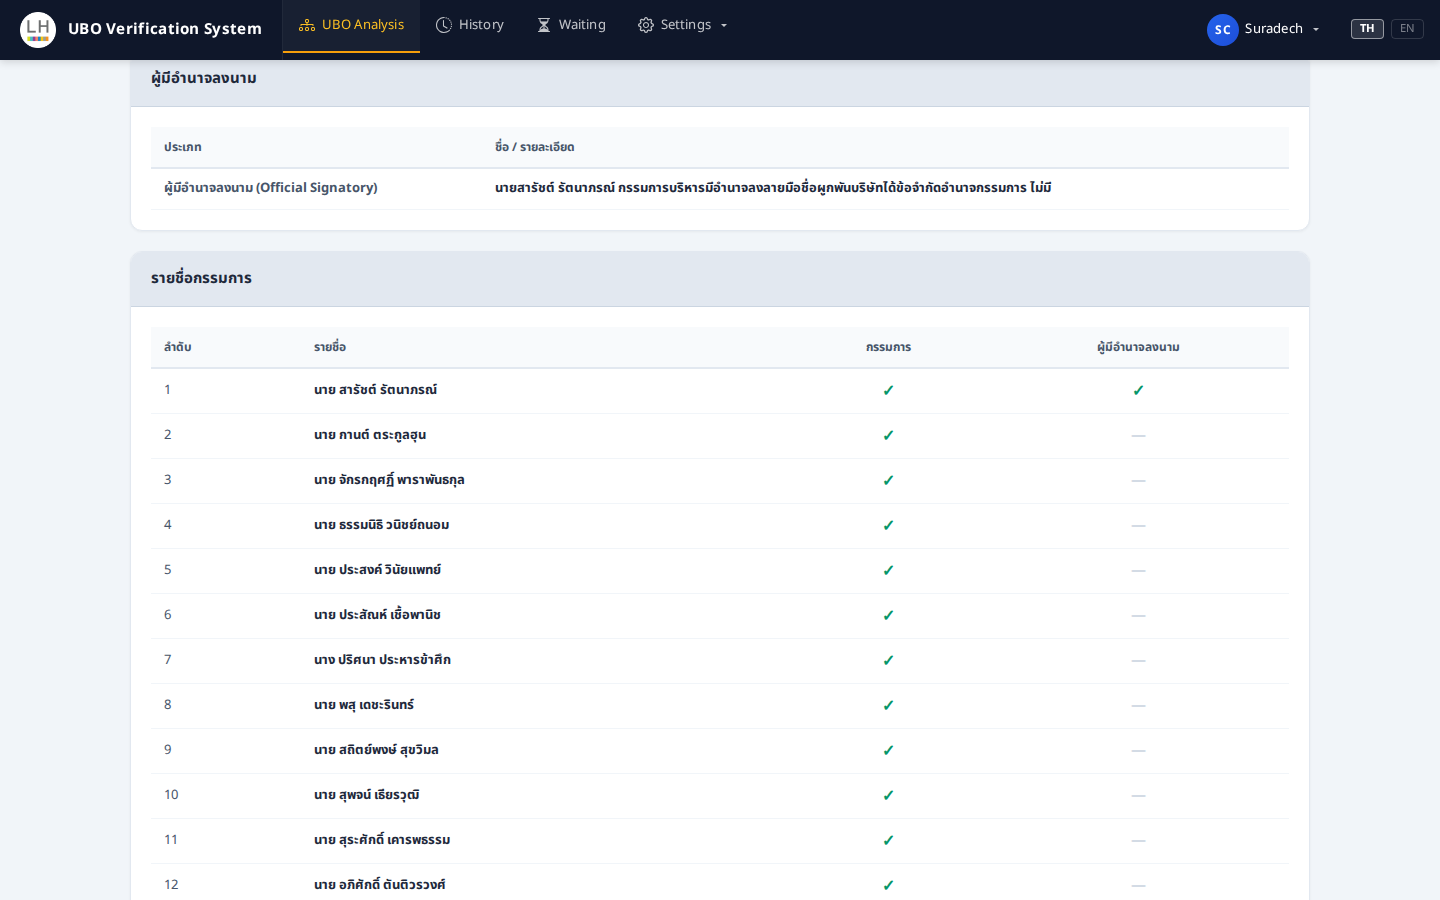 LH UBO Verification System UBO Analysis History Waiting Settings SC Suradech TH EN
ผู้มีอำนาจลงนาม
ประเภท ชื่อ / รายละเอียด
ผู้มีอำนาจลงนาม (Official Signatory) นายสารัชต์ รัตนาภรณ์ กรรมการบริหารมีอำนาจลงลายมือชื่อผูกพันบริษัทได้ข้อจำกัดอำนาจกรรมการ ไม่มี
รายชื่อกรรมการ
ลำดับ รายชื่อ กรรมการ ผู้มีอำนาจลงนาม
1 นาย สารัชต์ รัตนาภรณ์ ✓ ✓
2 นาย กานต์ ตระกูลฮุน ✓ —
3 นาย จักรกฤศฏิ์ พาราพันธกุล ✓ —
4 นาย ธรรมนิธิ วนิชย์ถนอม ✓ —
5 นาย ประสงค์ วินัยแพทย์ ✓ —
6 นาย ประสัณห์ เชื้อพานิช ✓ —
7 นาง ปริศนา ประหารข้าศึก ✓ —
8 นาย พสุ เดชะรินทร์ ✓ —
9 นาย สถิตย์พงษ์ สุขวิมล ✓ —
10 นาย สุพจน์ เธียรวุฒิ ✓ —
11 นาย สุระศักดิ์ เคารพธรรม ✓ —
12 นาย อภิศักดิ์ ตันติวรวงศ์ ✓ —